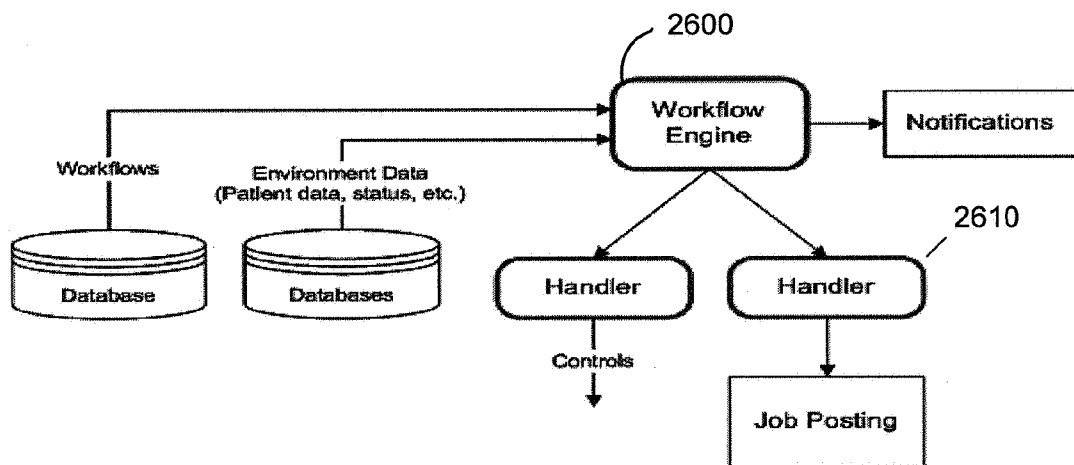 2600
Workflow
Engine
Notifications
Workflows
Environment Data
(Patient data, status, etc.)
2610
Database
Databases
Handler
Handler
Controls
Job Posting